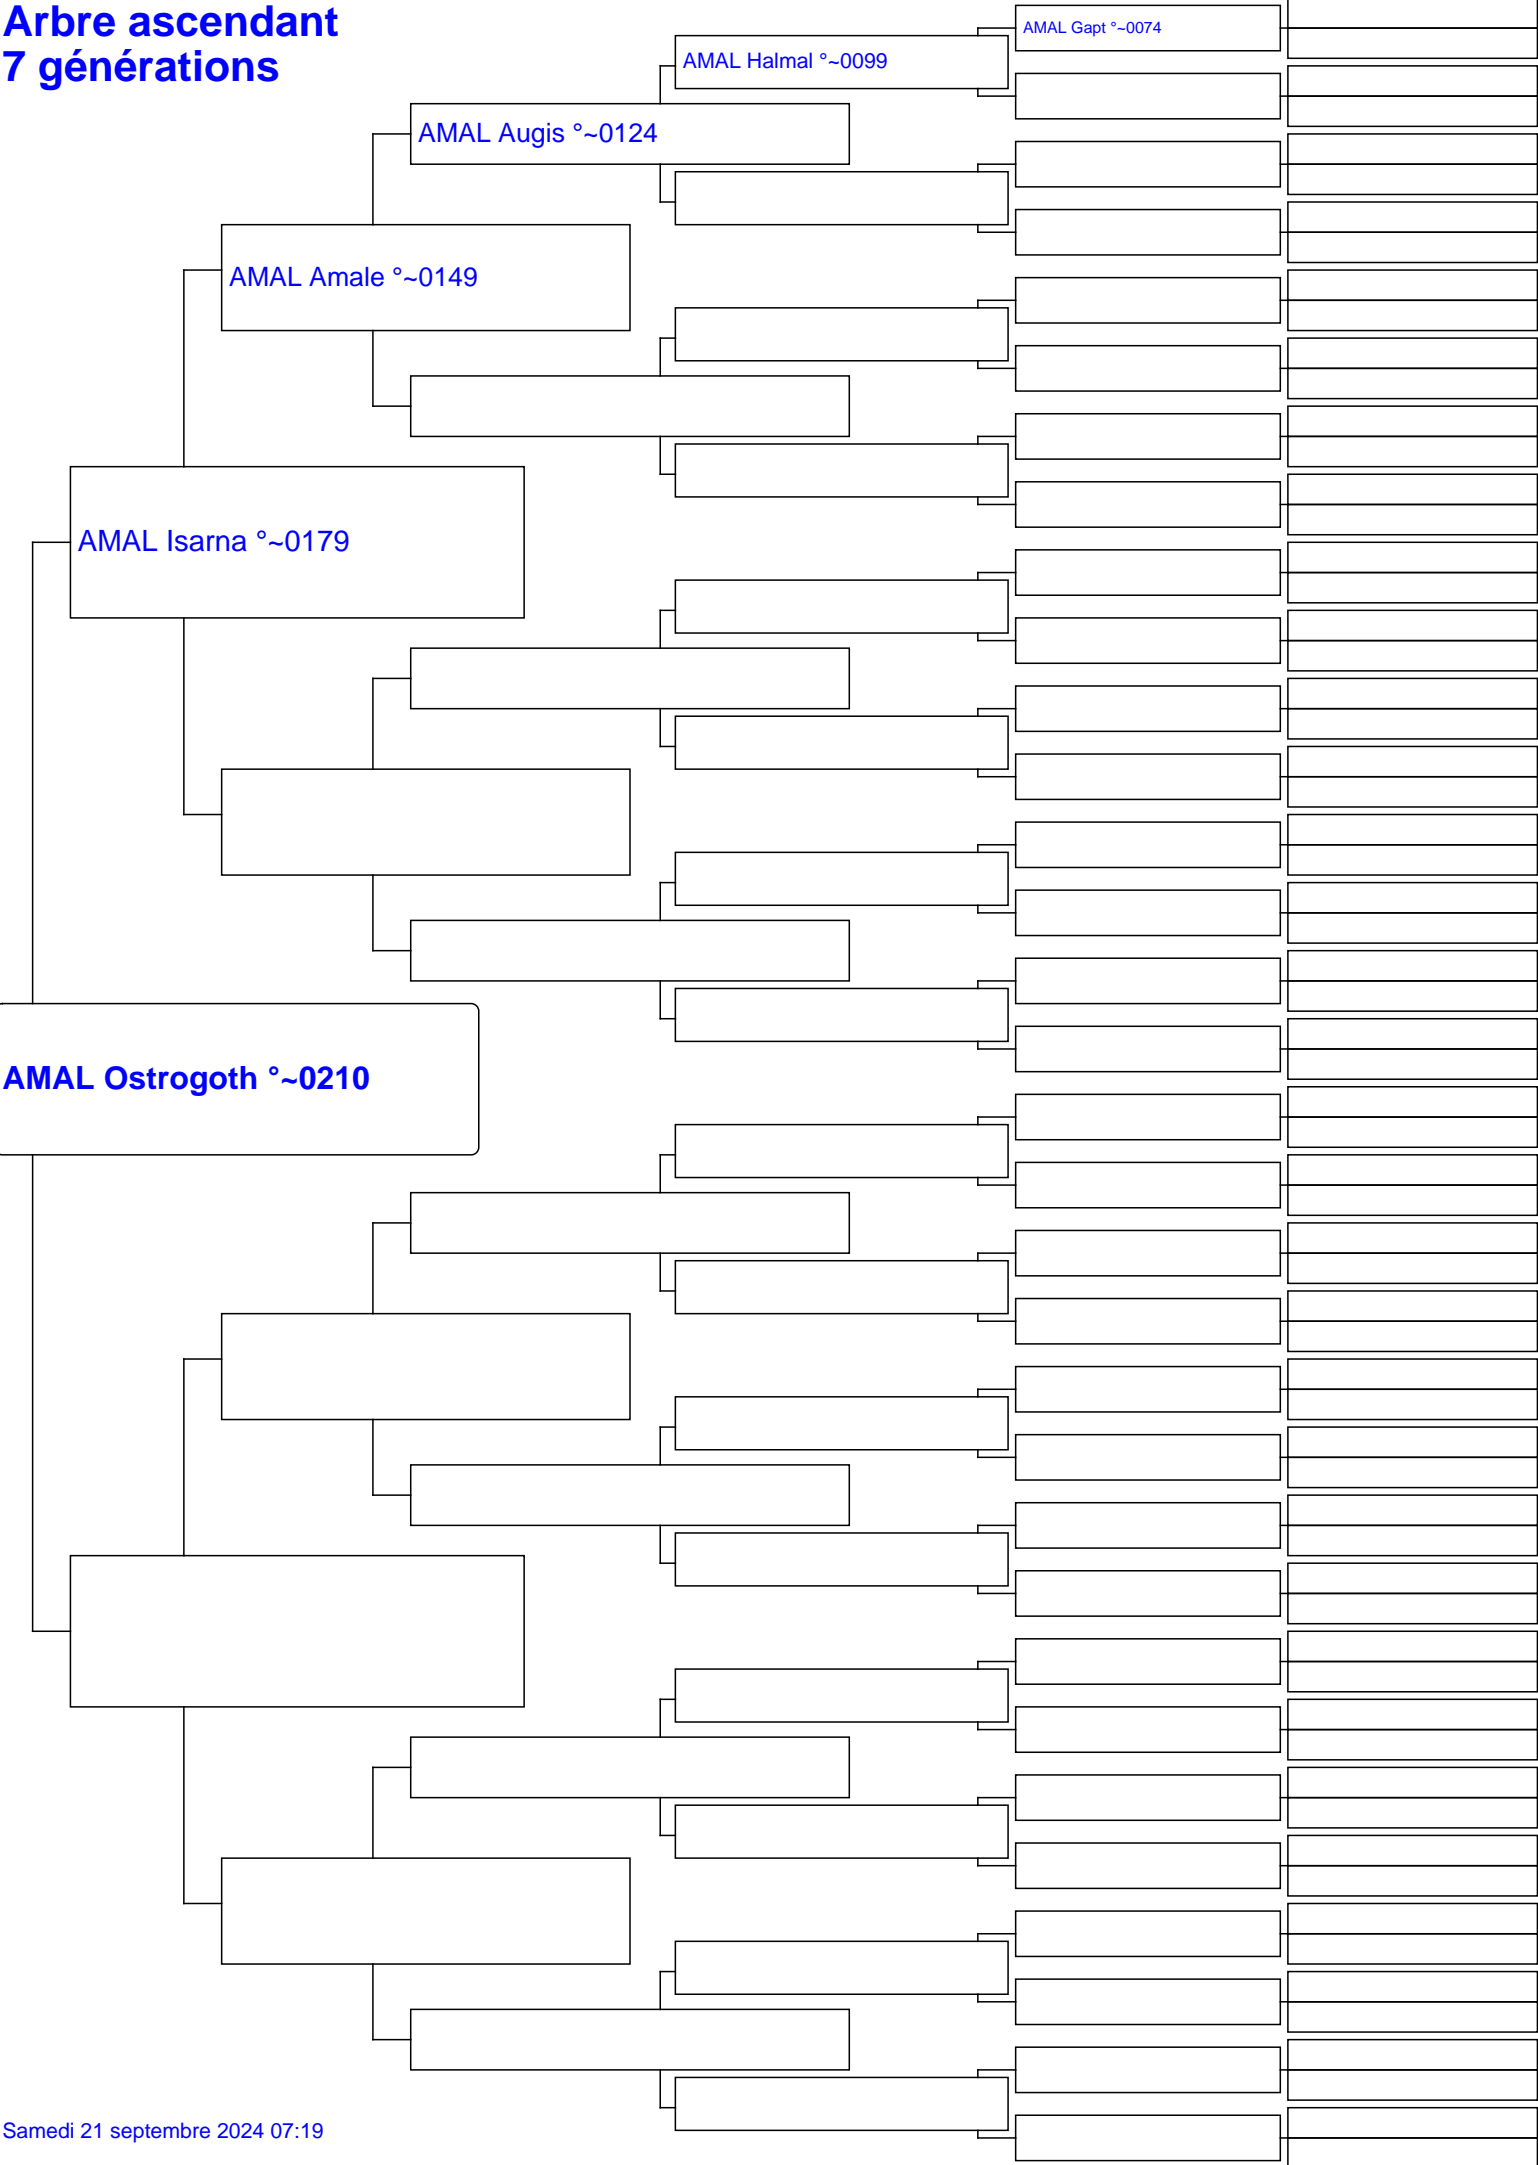 Arbre ascendant
7 générations
AMAL Gapt °~0074
AMAL Halmal °~0099
AMAL Augis °~0124
AMAL Amale °~0149
AMAL Isarna °~0179
AMAL Ostrogoth °~0210
Samedi 21 septembre 2024 07:19